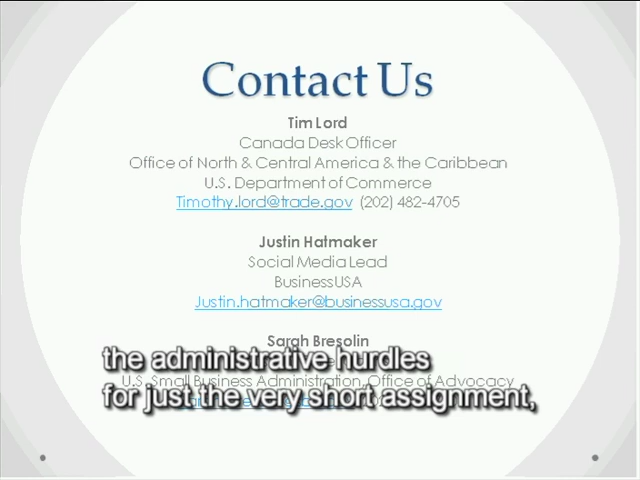 Contact Us
Tim Lord
Canada Desk Officer
Office of North & Central America & the Caribbean
U.S. Department of Commerce
Timothy.lord@trade.gov (202) 482-4705
Justin Hatmaker
Social Media Lead
BusinessUSA
Justin.hatmaker@businessusa.gov
Sarah Bresolin
the administrative hurdles
U.S. Small Business Administration, Office of Advocacy
for just the very short assignment,